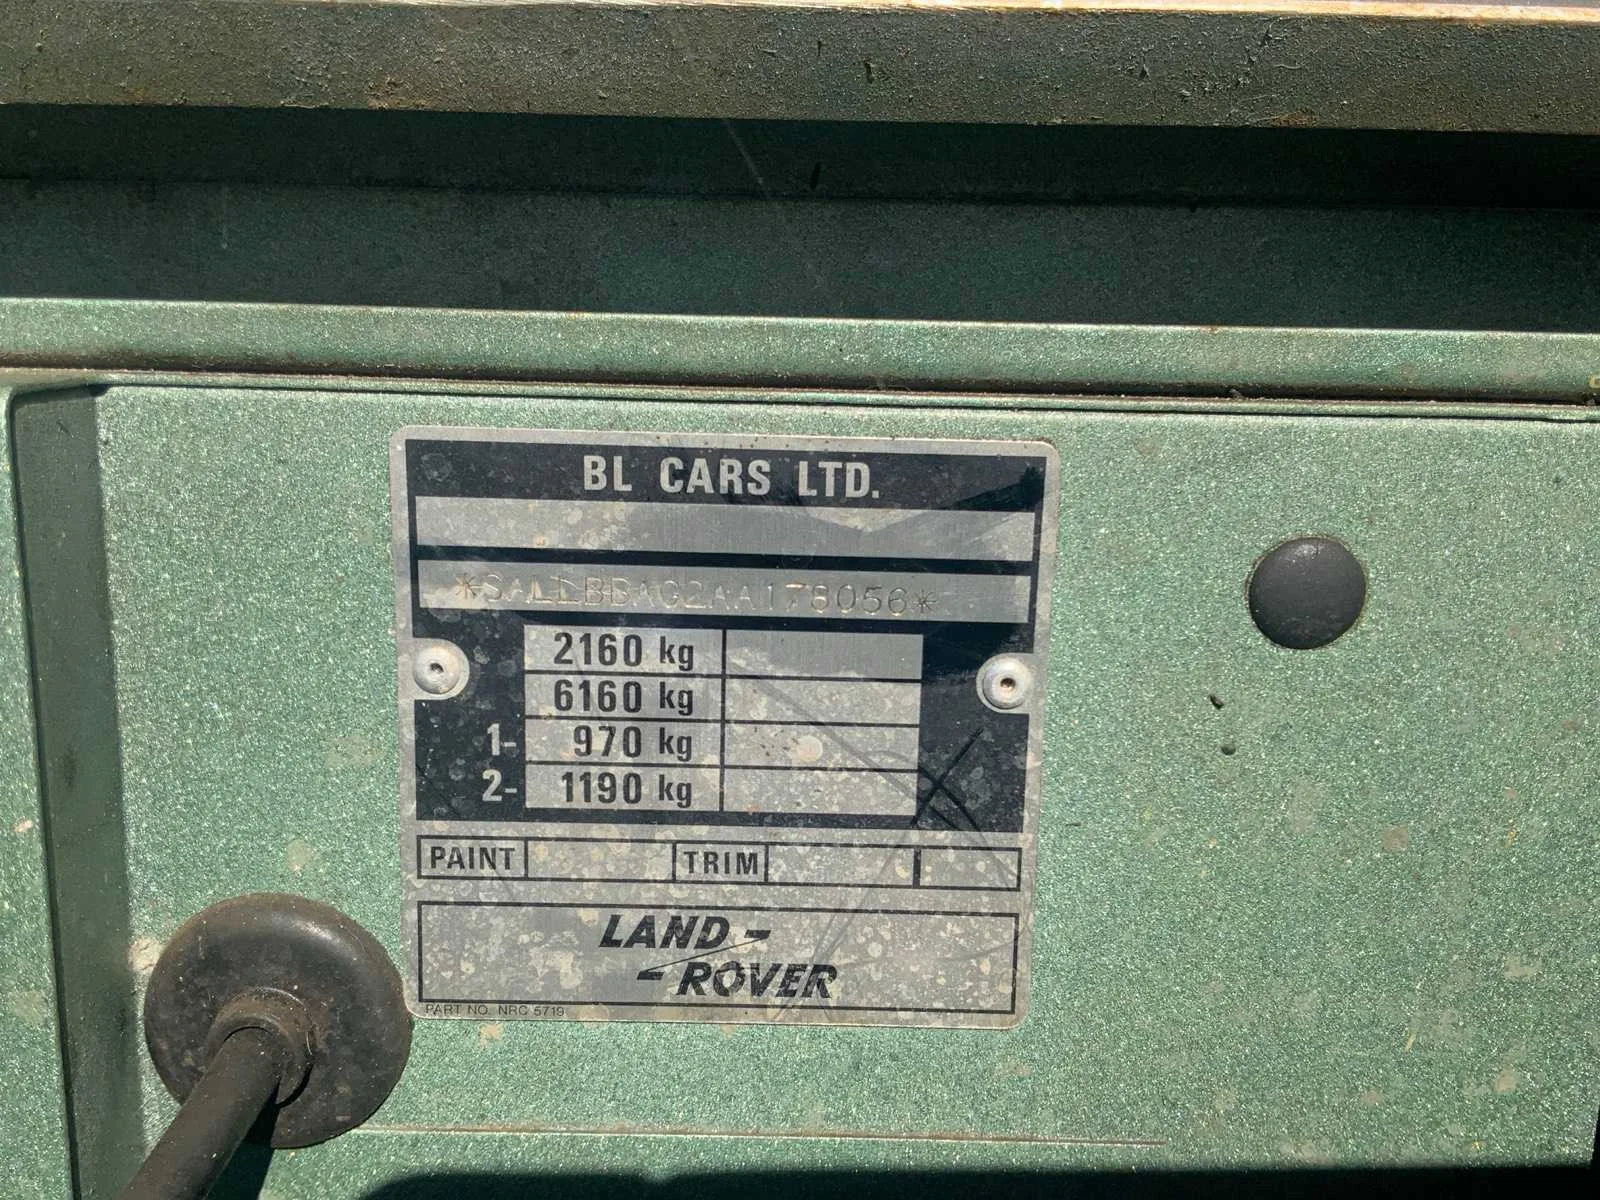 BL CARS LTD.
*SALLBBAG2AA178056*
2160 kg
6160 kg
1- 970 kg
2- 1190 kg
PAINT TRIM
LAND-
-ROVER
PART NO. NRC 5719